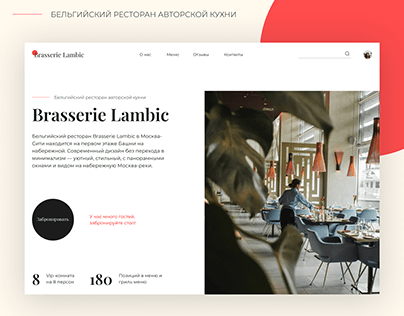 БЕЛЬГИЙСКИЙ РЕСТОРАН АВТОРСКОЙ КУХНИ
Brasserie Lambic
О нас
Меню
Отзывы
Контакты
Бельгийский ресторан авторской кухни
Brasserie Lambic
Бельгийский ресторан Brasserie Lambic в Москва-
Сити находится на первом этаже Башни на
набережной. Современный дизайн без перехода в
минимализм — уютный, стильный, с панорамными
окнами и видом на набережную Москва-реки.
Забронировать
У нас много гостей,
забронируйте стол!
8
Vip-комната
на 8 персон
180
Позиций в меню и
гриль меню